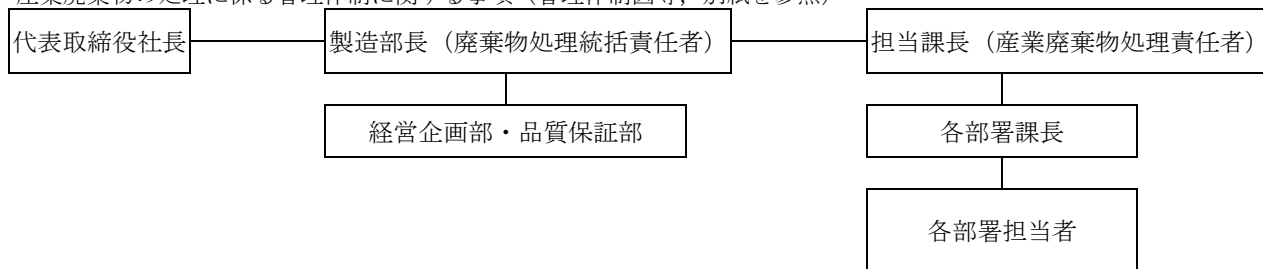 産業廃棄物の処理に係る管理体制に関する事項（管理体制図等，別紙を参照）
代表取締役社長
製造部長（廃棄物処理統括責任者）
担当課長（産業廃棄物処理責任者）
経営企画部・品質保証部
各部署課長
各部署担当者